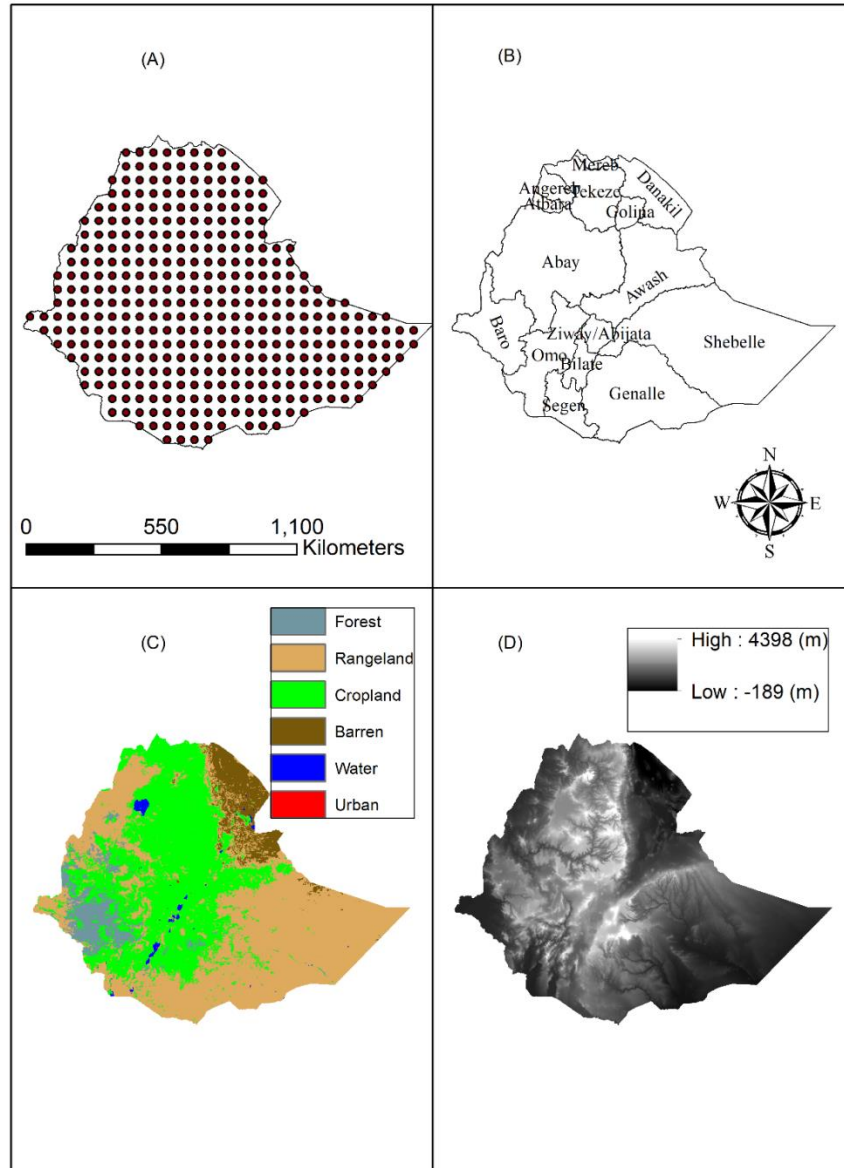 (A)
0 550 1,100
Kilometers
(B)
Mereb
Danakil
Angereb
Tekeze
Atbara
Golina
Abay
Awash
Baro
Ziway/Abijata
Shebelle
Omo
Bilate
Genalle
Segen
N
W E
S
(C)
Forest
Rangeland
Cropland
Barren
Water
Urban
(D)
High : 4398 (m)
Low : -189 (m)